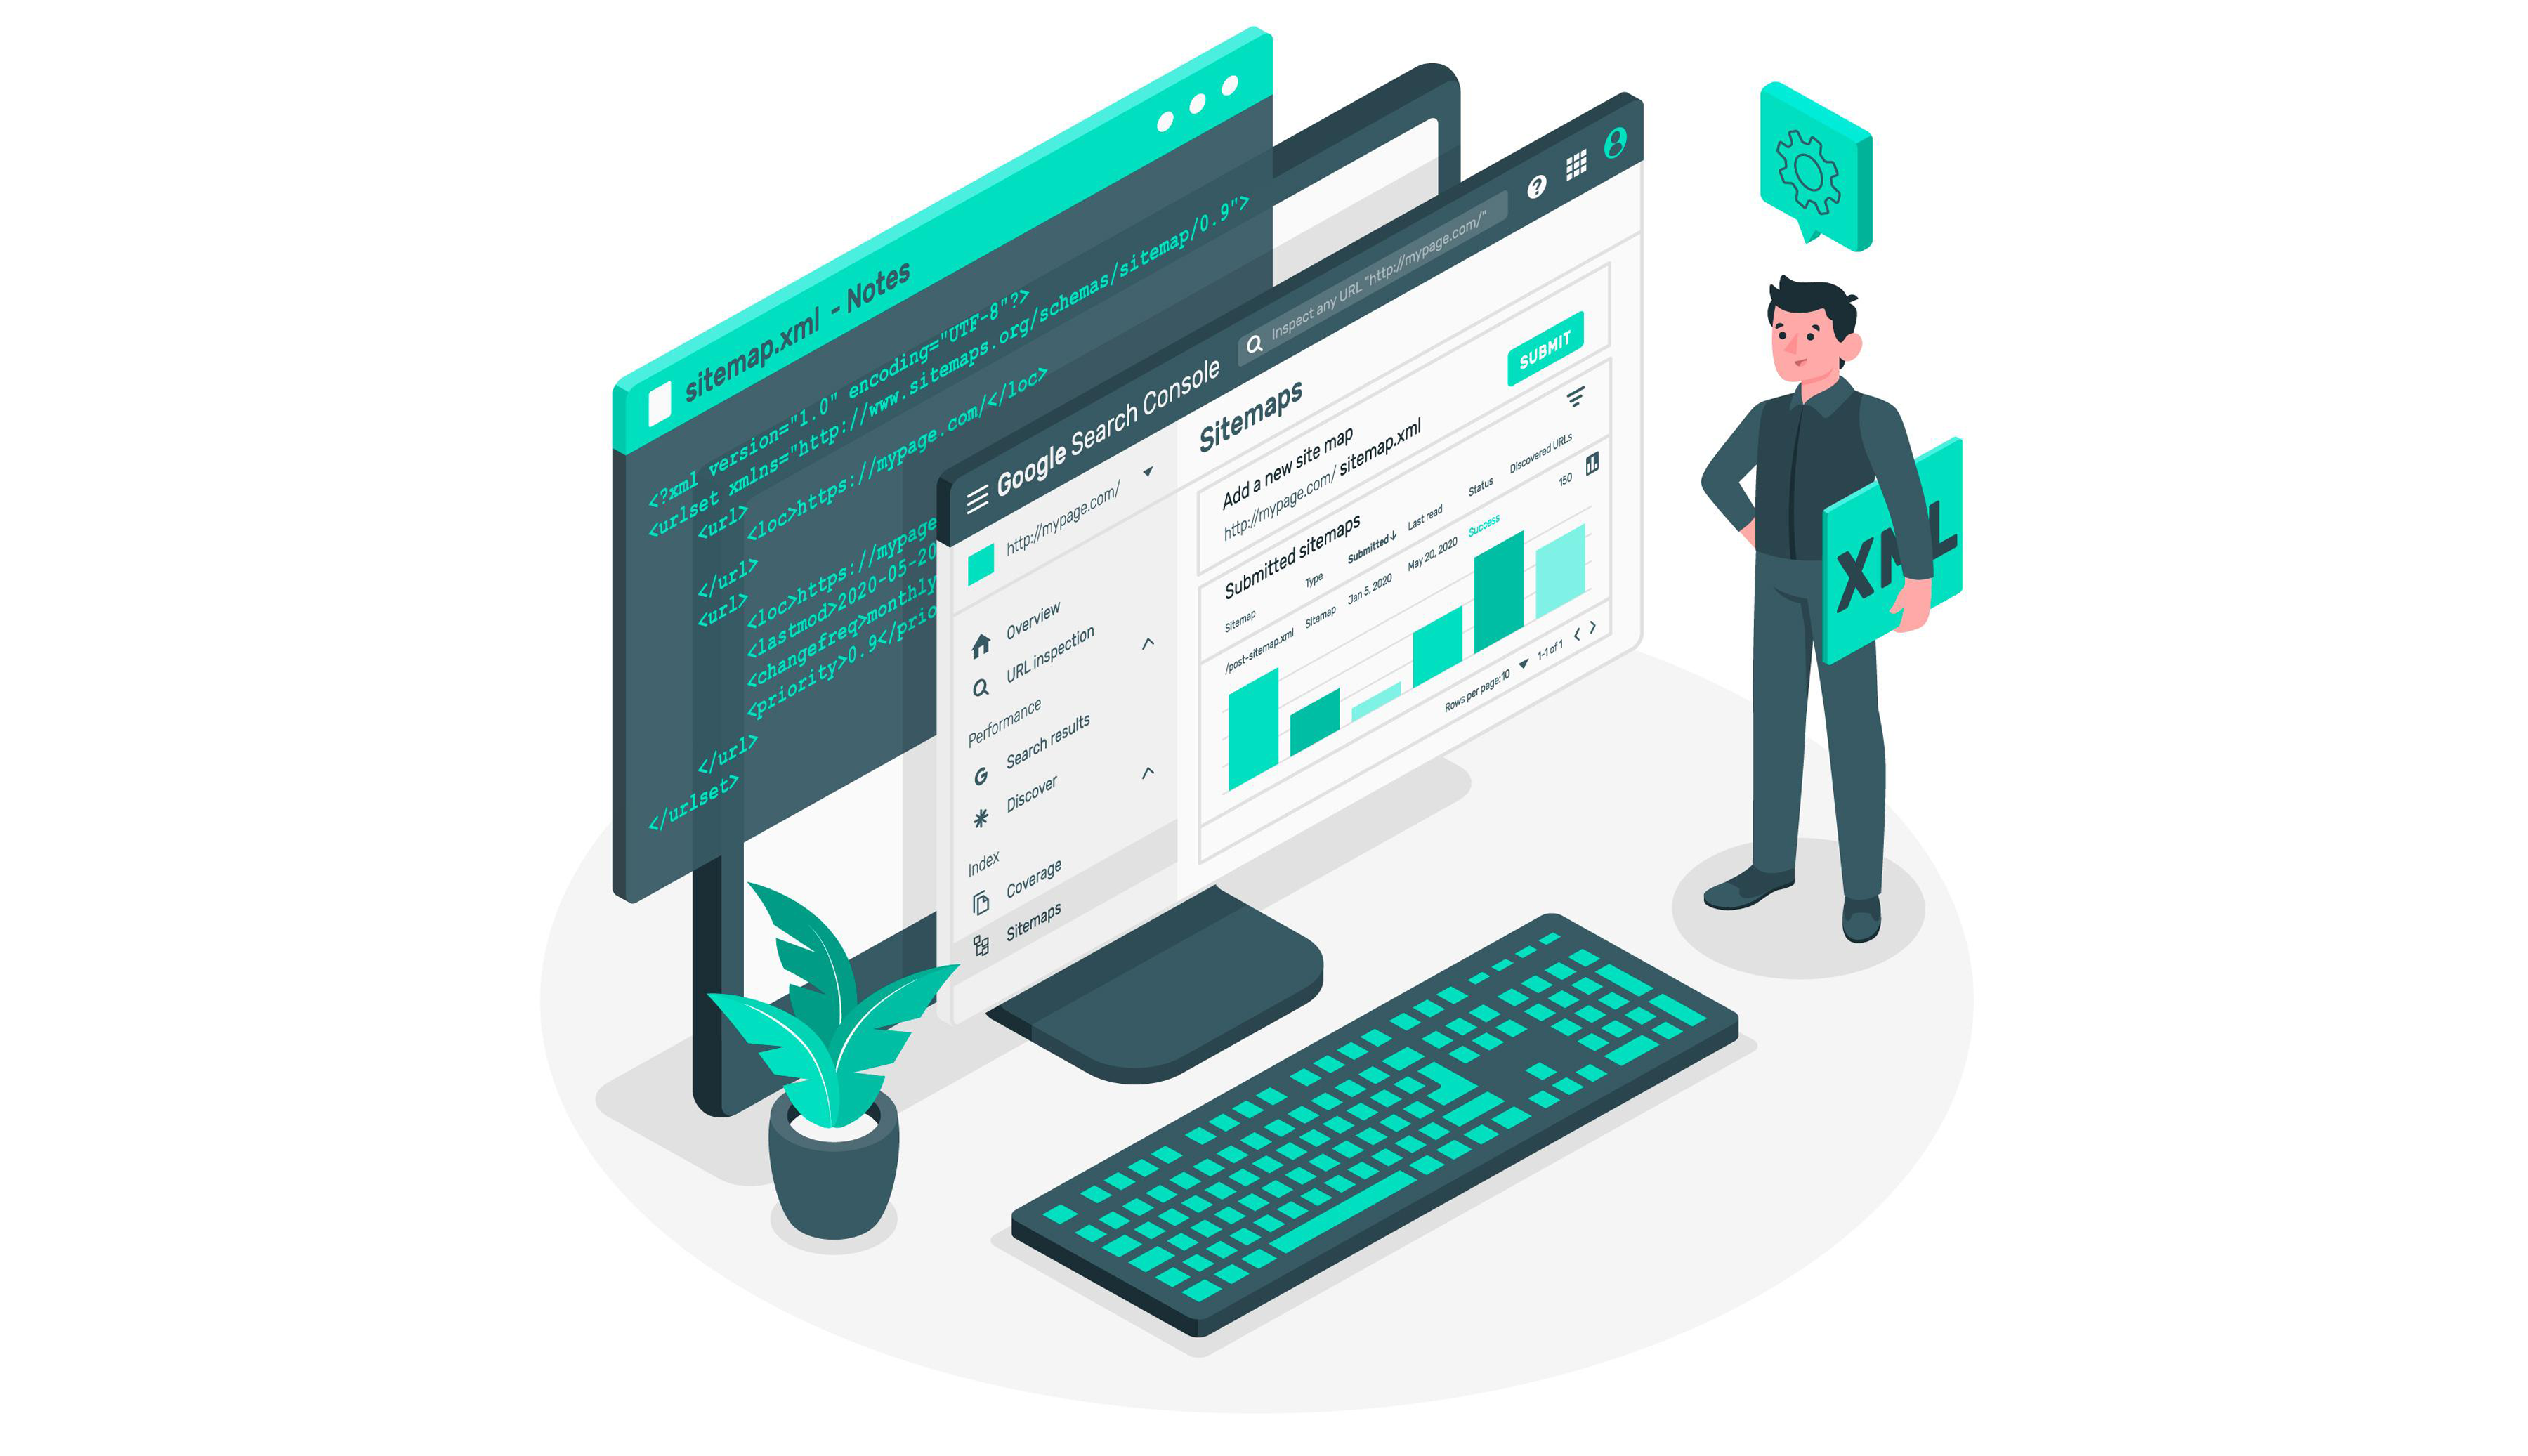 sitemap.xml - Notes
<?xml version="1.0" encoding="UTF-8"?>
<urlset xmlns="http://www.sitemaps.org/schemas/sitemap/0.9">
<url>
<loc>https://mypage.com/</loc>
</url>
<url>
<loc>https://mypage
<lastmod>2020-05-20
<changefreq>monthly
<priority>0.9</prio
</url>
</urlset>
Google Search Console
Inspect any URL "http://mypage.com/"
?
http://mypage.com/
Overview
URL inspection
Performance
G Search results
Discover
Index
Coverage
Sitemaps
Sitemaps
Add a new site map
http://mypage.com/ sitemap.xml
SUBMIT
Submitted sitemaps
Sitemap Type Submitted↓ Last read Status Discovered URLs
/post-sitemap.xml Sitemap Jan 5, 2020 May 20, 2020 Success 150
Rows per page:10 1-1 of 1 < >
XML